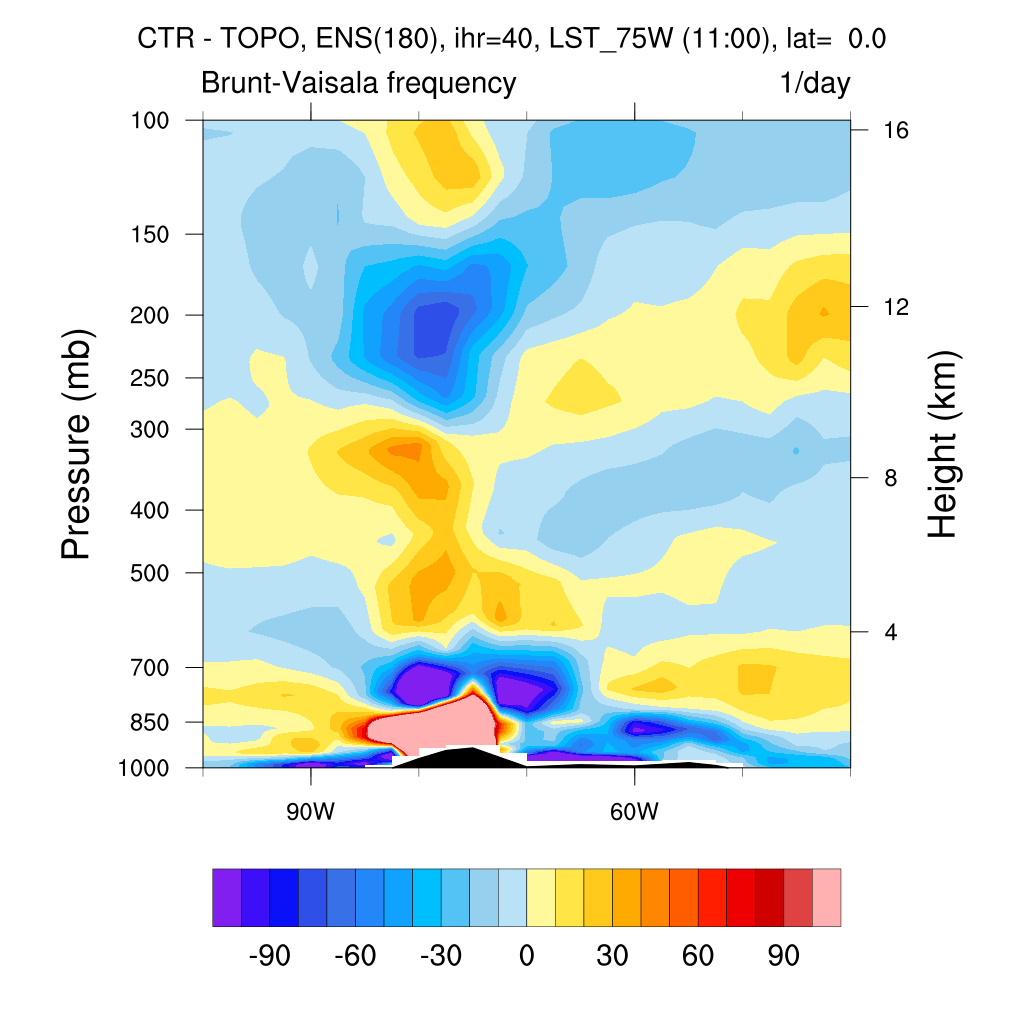 CTR - TOPO, ENS(180), ihr=40, LST_75W (11:00), lat=  0.0
Brunt-Vaisala frequency 1/day
100
150
200
250
300
400
500
700
850
1000
Pressure (mb)
16
12
8
4
Height (km)
90W 60W
-90 -60 -30 0 30 60 90